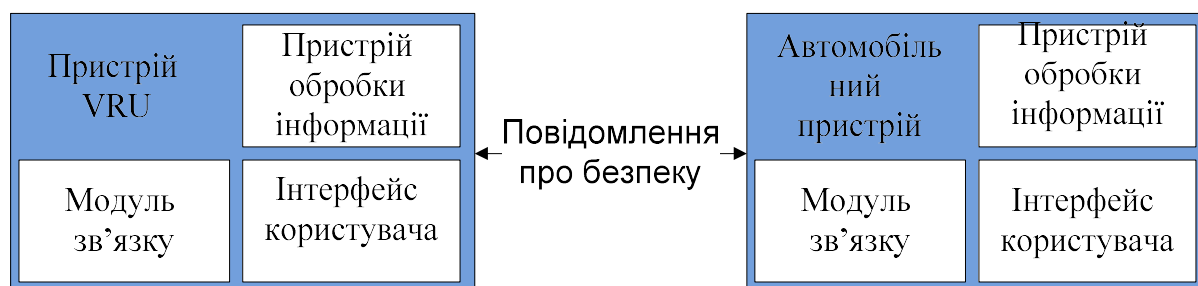 Пристрій
VRU
Пристрій
обробки
інформації
Модуль
зв’язку
Інтерфейс
користувача
Повідомлення
про безпеку
Автомобіль
ний
пристрій
Пристрій
обробки
інформації
Модуль
зв’язку
Інтерфейс
користувача